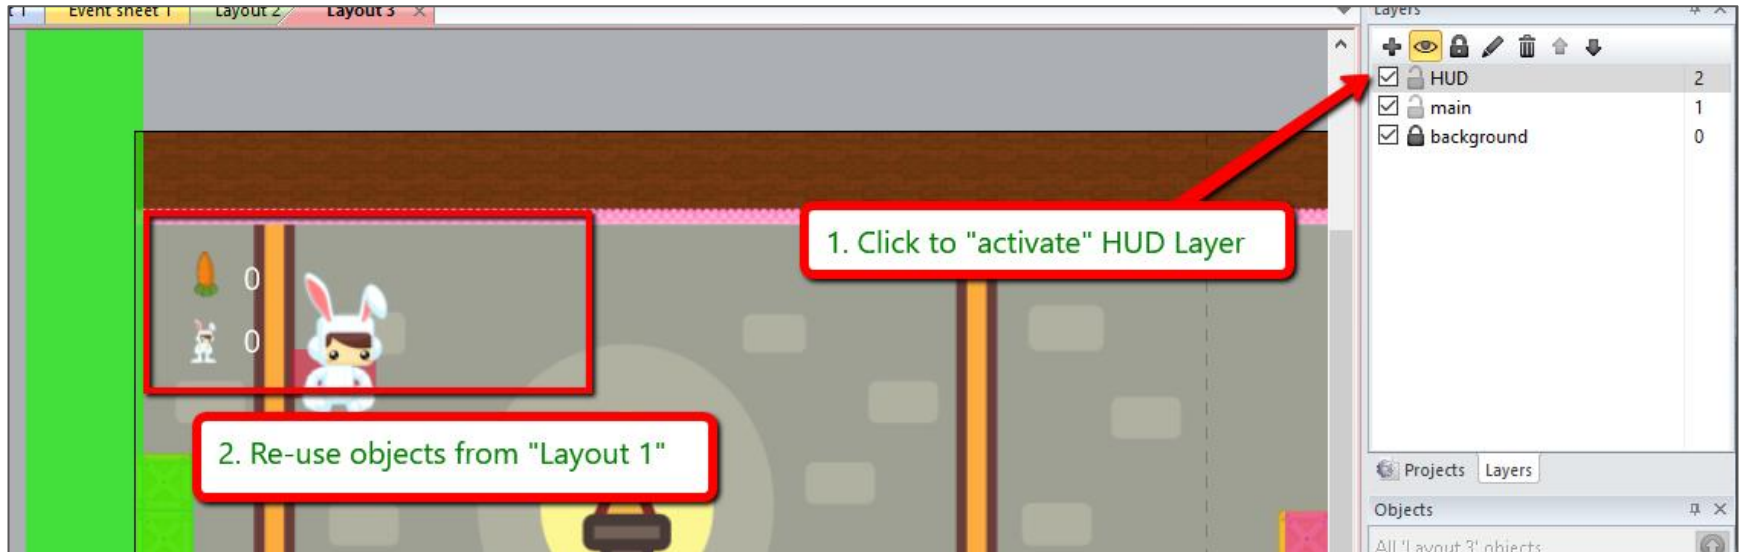 Event sheet 1 Layout 2 Layout 3
Layers
HUD 2
main 1
background 0
1. Click to "activate" HUD Layer
0
0
2. Re-use objects from "Layout 1"
Projects Layers
Objects
All 'Layout 3' objects